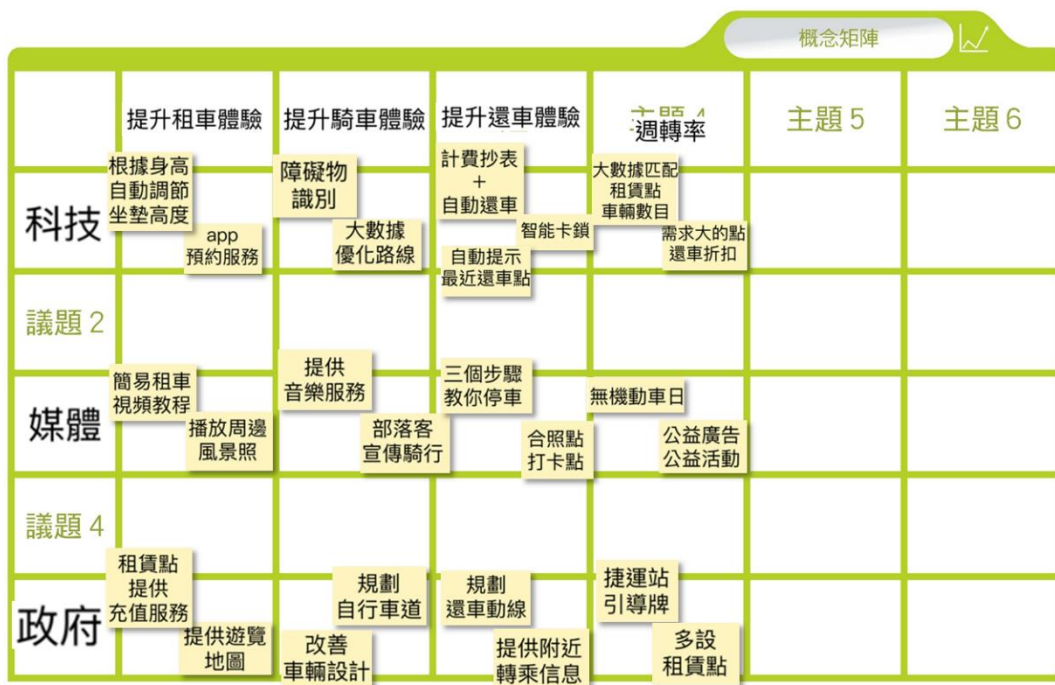 概念矩陣
提升租車體驗
提升騎車體驗
提升還車體驗
主題4
週轉率
主題5
主題6
科技
根據身高
自動調節
坐墊高度
app
預約服務
障礙物
識別
大數據
優化路線
計費抄表
+
自動還車
智能卡鎖
自動提示
最近還車點
大數據匹配
租賃點
車輛數目
需求大的點
還車折扣
議題2
媒體
簡易租車
視頻教程
播放周邊
風景照
提供
音樂服務
部落客
宣傳騎行
三個步驟
教你停車
合照點
打卡點
無機動車日
公益廣告
公益活動
議題4
政府
租賃點
提供
充值服務
提供遊覽
地圖
規劃
自行車道
改善
車輛設計
規劃
還車動線
提供附近
轉乘信息
捷運站
引導牌
多設
租賃點